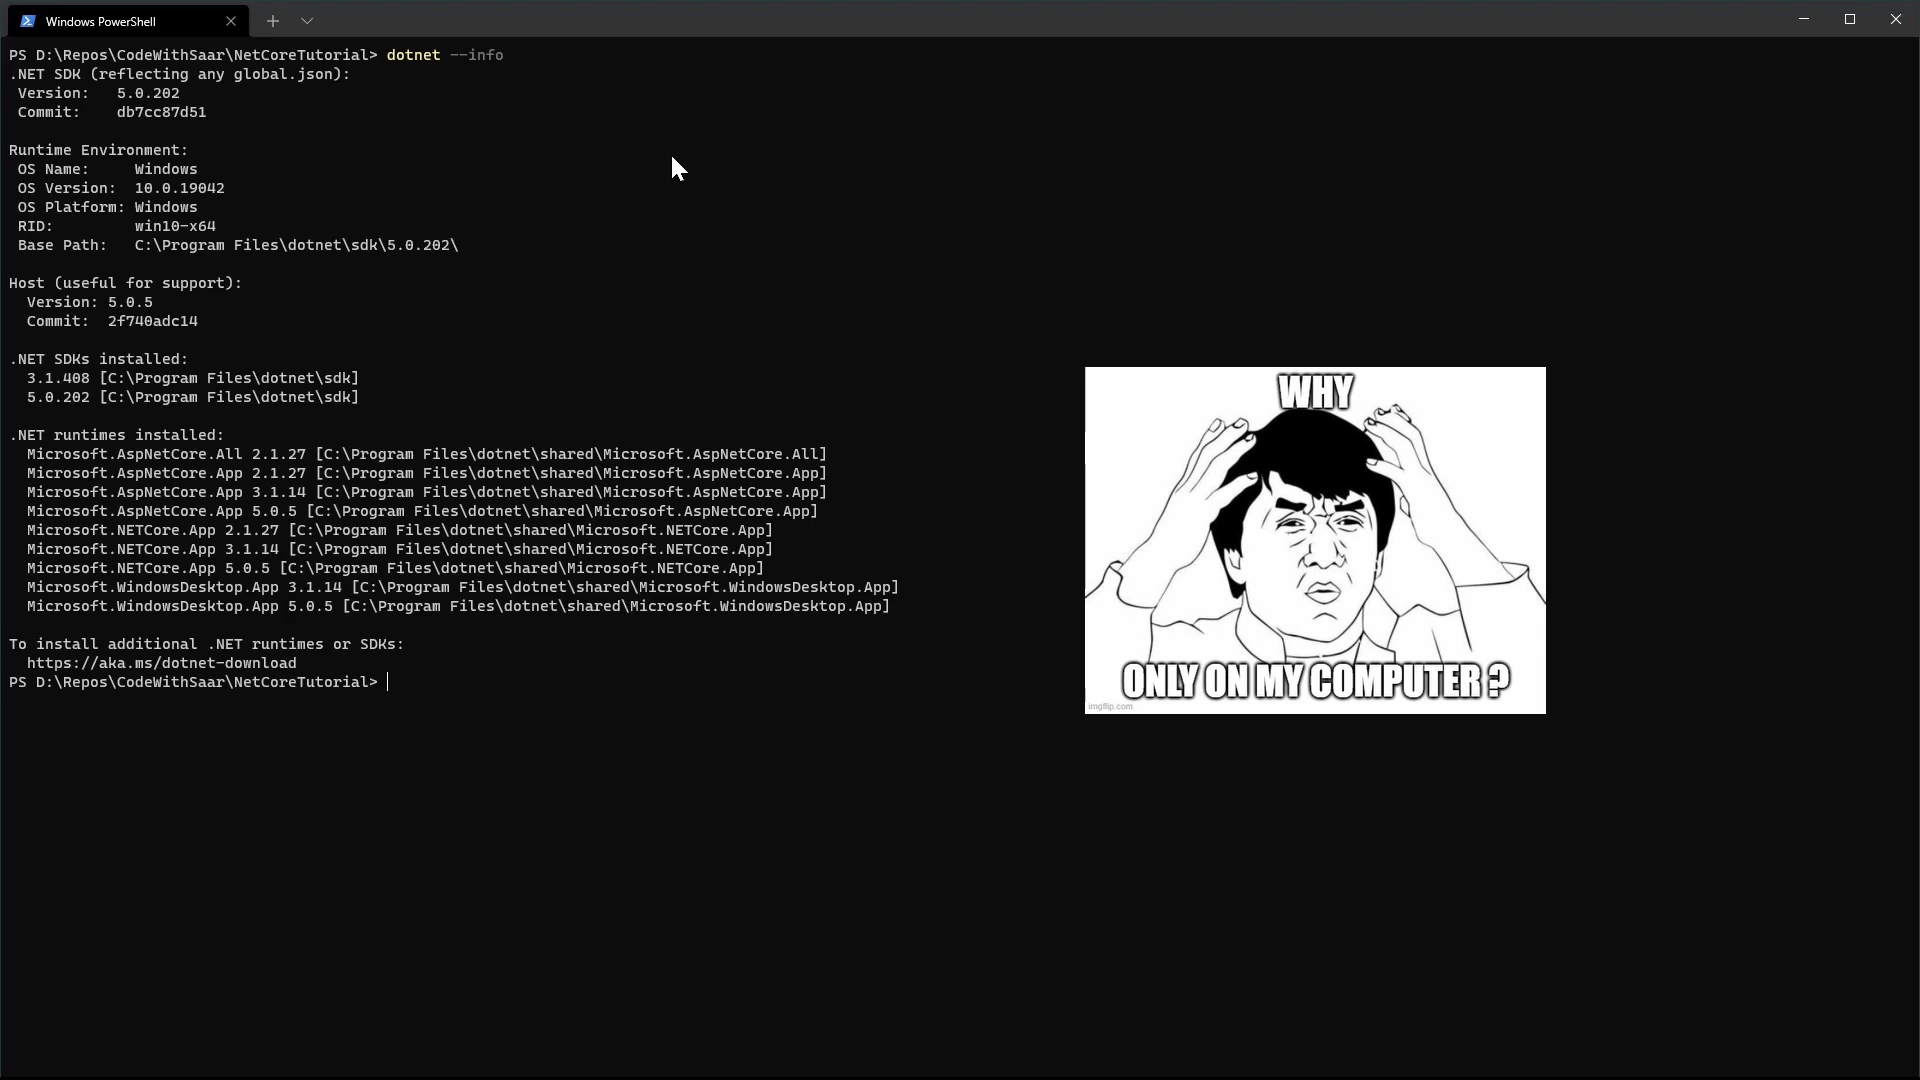 Windows PowerShell
PS D:\Repos\CodeWithSaar\NetCoreTutorial> dotnet --info
.NET SDK (reflecting any global.json):
 Version:   5.0.202
 Commit:    db7cc87d51

Runtime Environment:
 OS Name:     Windows
 OS Version:  10.0.19042
 OS Platform: Windows
 RID:         win10-x64
 Base Path:   C:\Program Files\dotnet\sdk\5.0.202\

Host (useful for support):
  Version: 5.0.5
  Commit:  2f740adc14

.NET SDKs installed:
  3.1.408 [C:\Program Files\dotnet\sdk]
  5.0.202 [C:\Program Files\dotnet\sdk]

.NET runtimes installed:
  Microsoft.AspNetCore.All 2.1.27 [C:\Program Files\dotnet\shared\Microsoft.AspNetCore.All]
  Microsoft.AspNetCore.App 2.1.27 [C:\Program Files\dotnet\shared\Microsoft.AspNetCore.App]
  Microsoft.AspNetCore.App 3.1.14 [C:\Program Files\dotnet\shared\Microsoft.AspNetCore.App]
  Microsoft.AspNetCore.App 5.0.5 [C:\Program Files\dotnet\shared\Microsoft.AspNetCore.App]
  Microsoft.NETCore.App 2.1.27 [C:\Program Files\dotnet\shared\Microsoft.NETCore.App]
  Microsoft.NETCore.App 3.1.14 [C:\Program Files\dotnet\shared\Microsoft.NETCore.App]
  Microsoft.NETCore.App 5.0.5 [C:\Program Files\dotnet\shared\Microsoft.NETCore.App]
  Microsoft.WindowsDesktop.App 3.1.14 [C:\Program Files\dotnet\shared\Microsoft.WindowsDesktop.App]
  Microsoft.WindowsDesktop.App 5.0.5 [C:\Program Files\dotnet\shared\Microsoft.WindowsDesktop.App]

To install additional .NET runtimes or SDKs:
  https://aka.ms/dotnet-download
PS D:\Repos\CodeWithSaar\NetCoreTutorial>
WHY
ONLY ON MY COMPUTER ?
imgflip.com